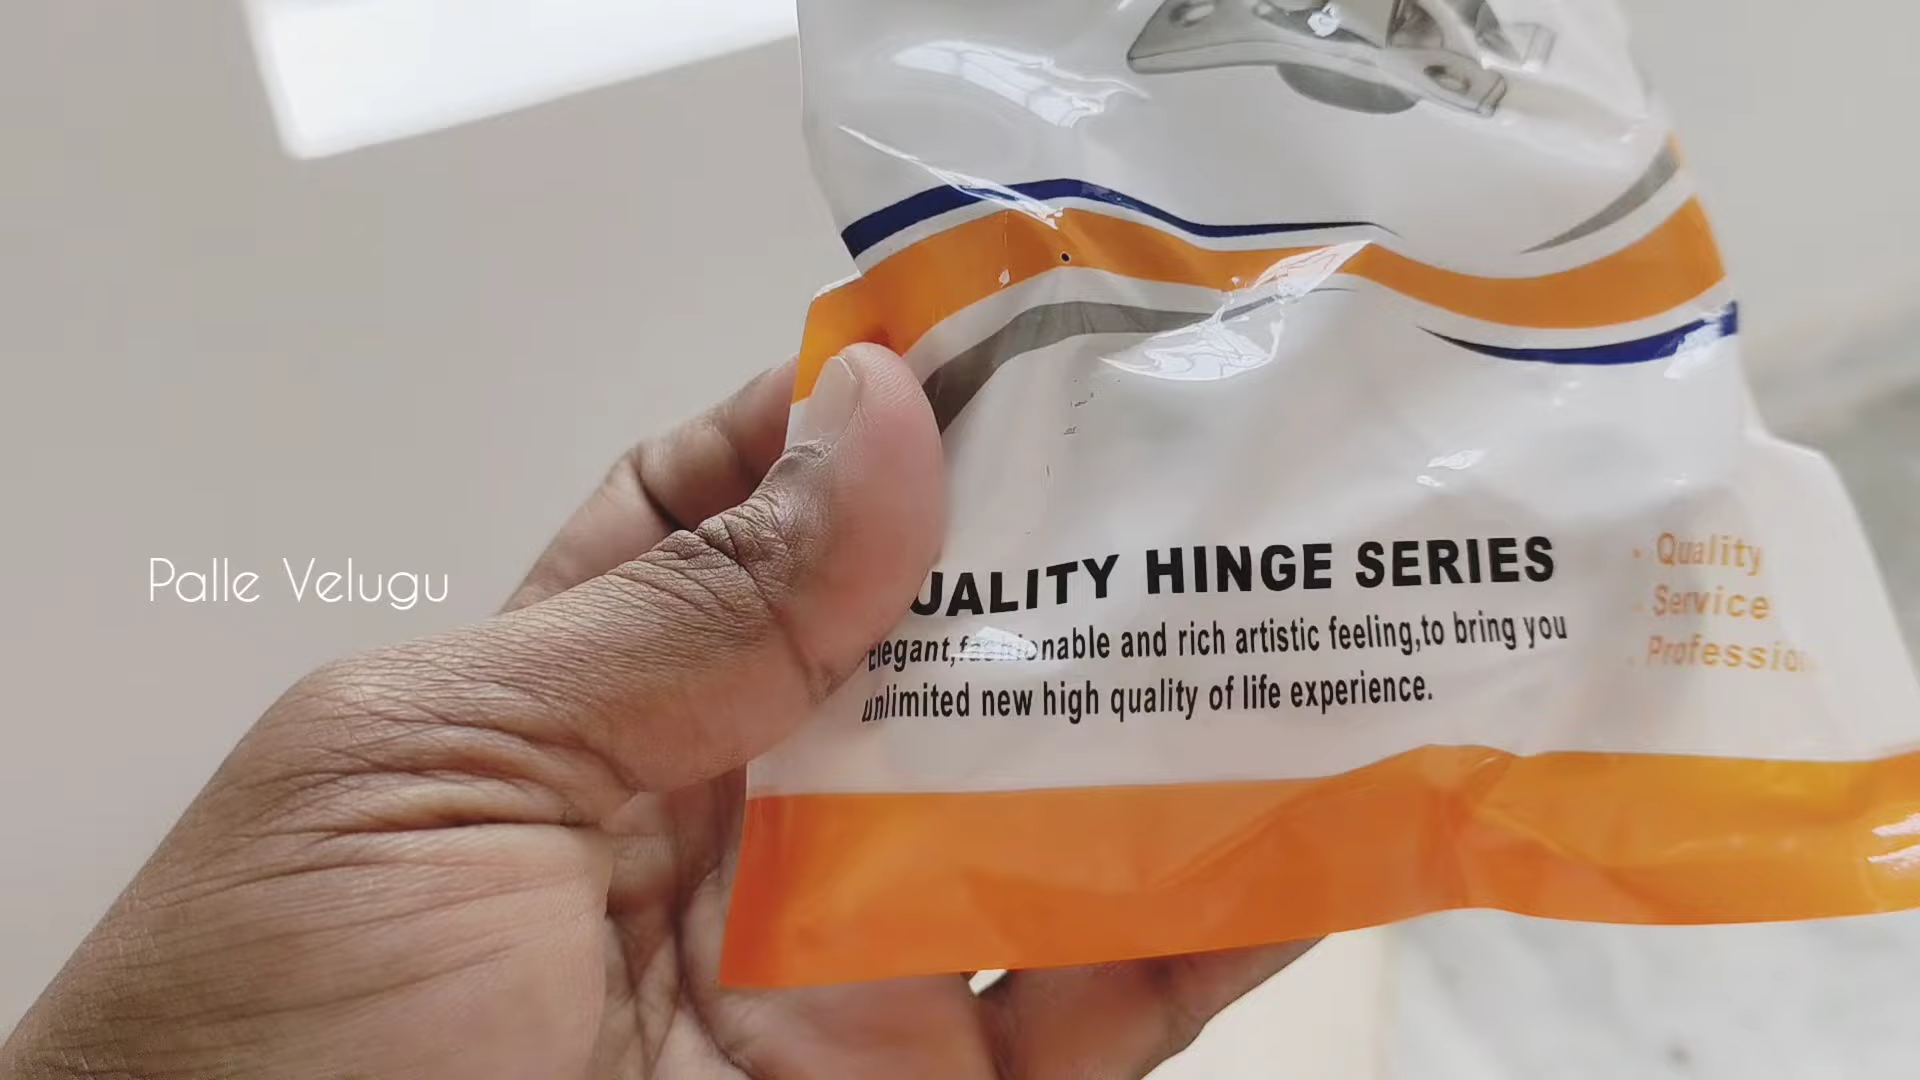 Palle Velugu
UALITY HINGE SERIES
Elegant,fashionable and rich artistic feeling,to bring you
unlimited new high quality of life experience.
· Quality
· Service
· Professio